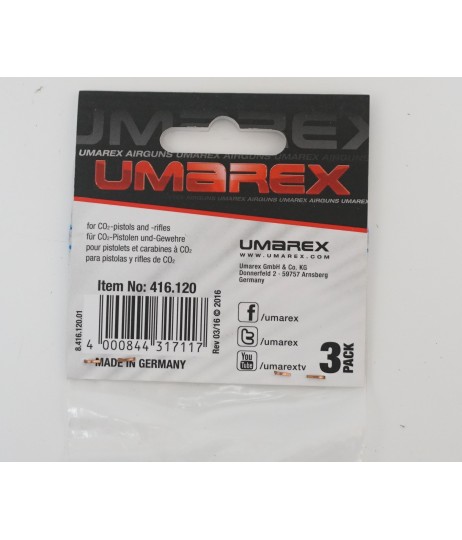 UMAREX
UMAREX AIRGUNS UMAREX AIRGUNS UMAREX AIRGUNS UMAREX
UMAREX
for CO₂-pistols and -rifles
für CO₂-Pistolen und-Gewehre
pour pistolets et carabines à CO₂
para pistolas y rifles de CO₂
UMAREX
WWW.UMAREX.COM
Umarex GmbH & Co. KG
Donnerfeld 2 - 59757 Arnsberg
Germany
Item No: 416.120
8.416.120.01
4 000844 317117
Rev 03/16 © 2016
MADE IN GERMANY
f /umarex
t /umarex
You Tube /umarextv
3 PACK